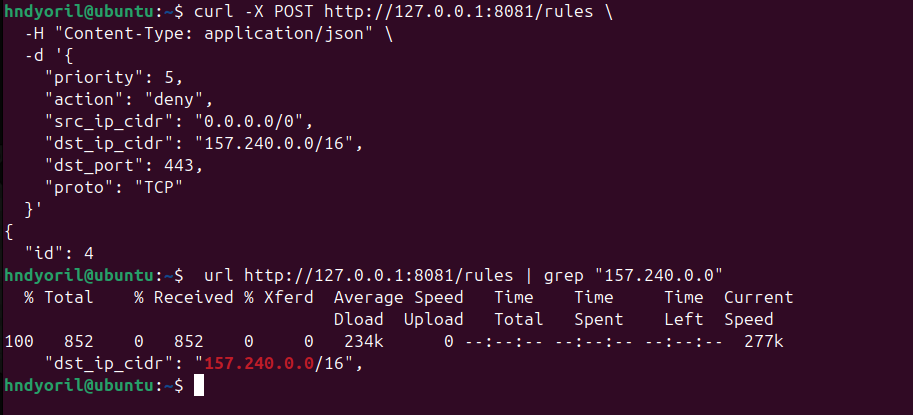 hndyoril@ubuntu:~$ curl -X POST http://127.0.0.1:8081/rules \
  -H "Content-Type: application/json" \
  -d '{
    "priority": 5,
    "action": "deny",
    "src_ip_cidr": "0.0.0.0/0",
    "dst_ip_cidr": "157.240.0.0/16",
    "dst_port": 443,
    "proto": "TCP"
  }'
{
  "id": 4
hndyoril@ubuntu:~$  url http://127.0.0.1:8081/rules | grep "157.240.0.0"
  % Total    % Received % Xferd  Average Speed   Time    Time     Time  Current
                                 Dload  Upload   Total   Spent    Left  Speed
100   852    0   852    0     0   234k      0 --:--:-- --:--:-- --:--:--  277k
    "dst_ip_cidr": "157.240.0.0/16",
hndyoril@ubuntu:~$